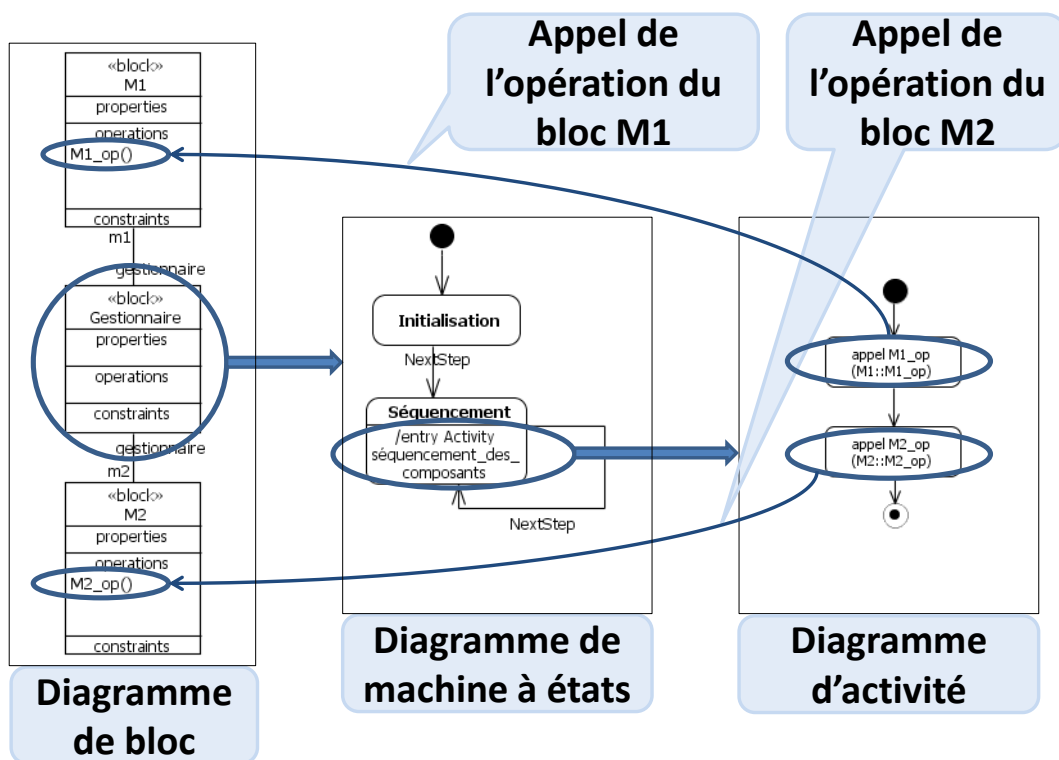 Appel de
l’opération du
bloc M1
Appel de
l’opération du
bloc M2
«block»
M1
properties
operations
M1_op()
constraints
m1
gestionnaire
«block»
Gestionnaire
properties
operations
constraints
gestionnaire
m2
«block»
M2
properties
operations
M2_op()
constraints
Diagramme
de bloc
Initialisation
NextStep
Séquencement
/entry Activity
séquencement_des_
composants
NextStep
Diagramme de
machine à états
appel M1_op
(M1::M1_op)
appel M2_op
(M2::M2_op)
Diagramme
d’activité